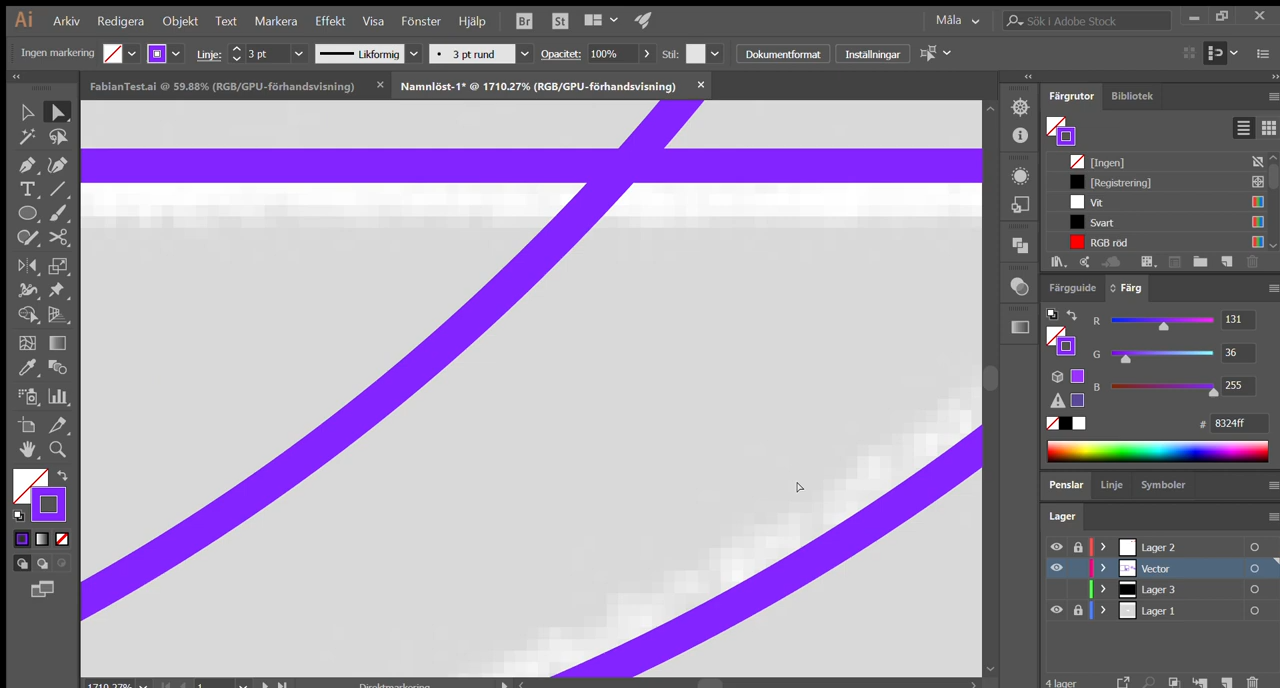 Ai Arkiv Redigera Objekt Text Markera Effekt Visa Fönster Hjälp Br St Måla Sök i Adobe Stock
Ingen markering Linje: 3 pt Likformig 3 pt rund Opacitet: 100% Stil: Dokumentformat Inställningar
FabianTest.ai @ 59.88% (RGB/GPU-förhandsvisning) Namnlöst-1* @ 1710.27% (RGB/GPU-förhandsvisning)
Färgrutor Bibliotek
[Ingen]
[Registrering]
Vit
Svart
RGB röd
Färgguide Färg
R 131
G 36
B 255
# 8324ff
Penslar Linje Symboler
Lager
Lager 2
Vector
Lager 3
Lager 1
1710.27% 1 Direktmarkering 4 lager